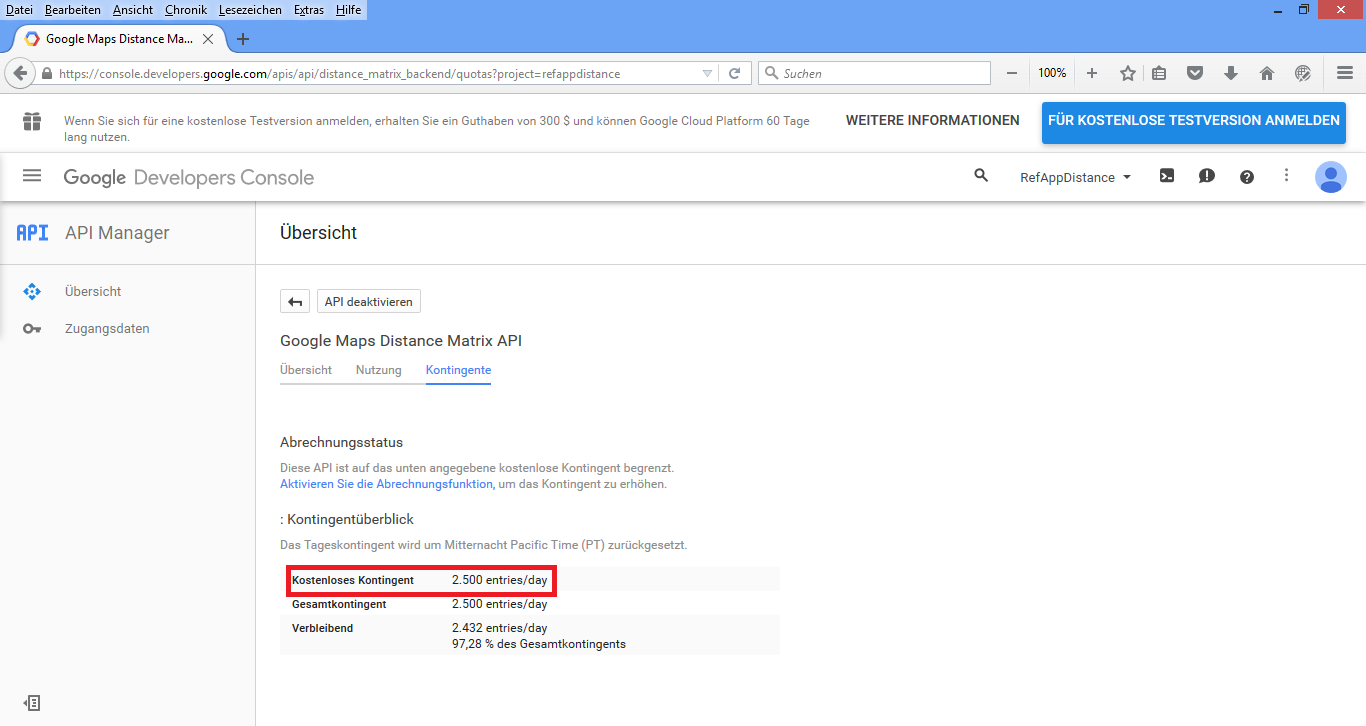 Datei Bearbeiten Ansicht Chronik Lesezeichen Extras Hilfe
Google Maps Distance Ma...
https://console.developers.google.com/apis/api/distance_matrix_backend/quotas?project=refappdistance
Suchen
100%
Wenn Sie sich für eine kostenlose Testversion anmelden, erhalten Sie ein Guthaben von 300 $ und können Google Cloud Platform 60 Tage
lang nutzen.
WEITERE INFORMATIONEN
FÜR KOSTENLOSE TESTVERSION ANMELDEN
Google Developers Console
RefAppDistance
API API Manager
Übersicht
Übersicht
Zugangsdaten
API deaktivieren
Google Maps Distance Matrix API
Übersicht Nutzung Kontingente
Abrechnungsstatus
Diese API ist auf das unten angegebene kostenlose Kontingent begrenzt.
Aktivieren Sie die Abrechnungsfunktion, um das Kontingent zu erhöhen.
: Kontingentüberblick
Das Tageskontingent wird um Mitternacht Pacific Time (PT) zurückgesetzt.
Kostenloses Kontingent 2.500 entries/day
Gesamtkontingent 2.500 entries/day
Verbleibend 2.432 entries/day
97,28 % des Gesamtkontingents